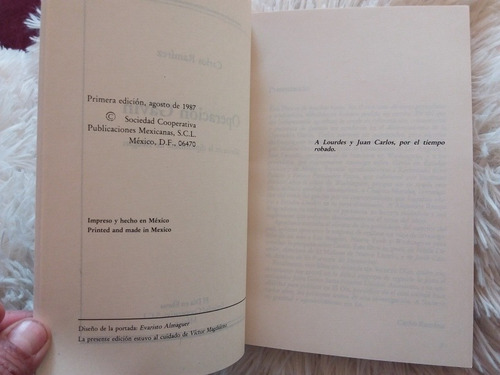 Primera edición, agosto de 1987
© Sociedad Cooperativa
Publicaciones Mexicanas, S.C.L.
México, D.F., 06470
Impreso y hecho en México
Printed and made in Mexico
Diseño de la portada: Evaristo Almaguer
La presente edición estuvo al cuidado de Víctor Magdaleno
A Lourdes y Juan Carlos, por el tiempo
robado.